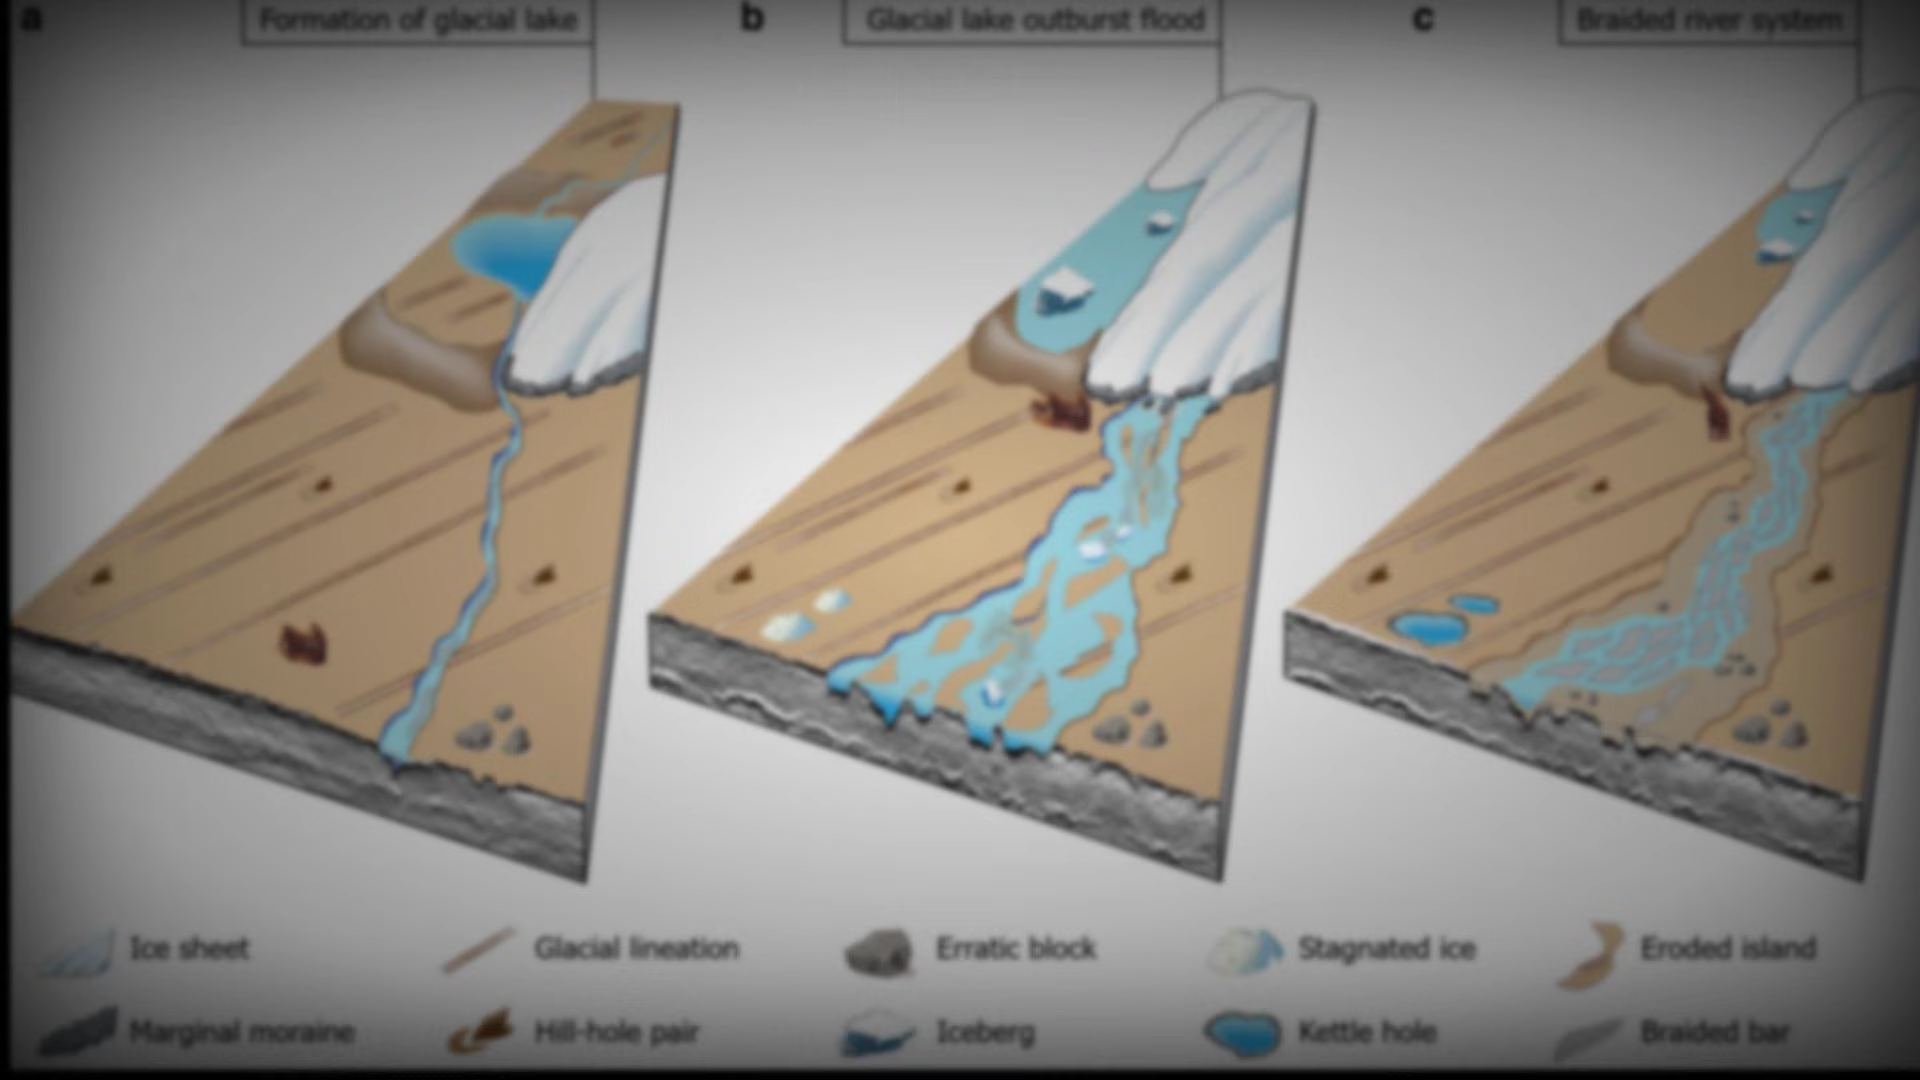 a
Formation of glacial lake
b
Glacial lake outburst flood
c
Braided river system
Ice sheet
Glacial lineation
Erratic block
Stagnated ice
Eroded island
Marginal moraine
Hill-hole pair
Iceberg
Kettle hole
Braided bar